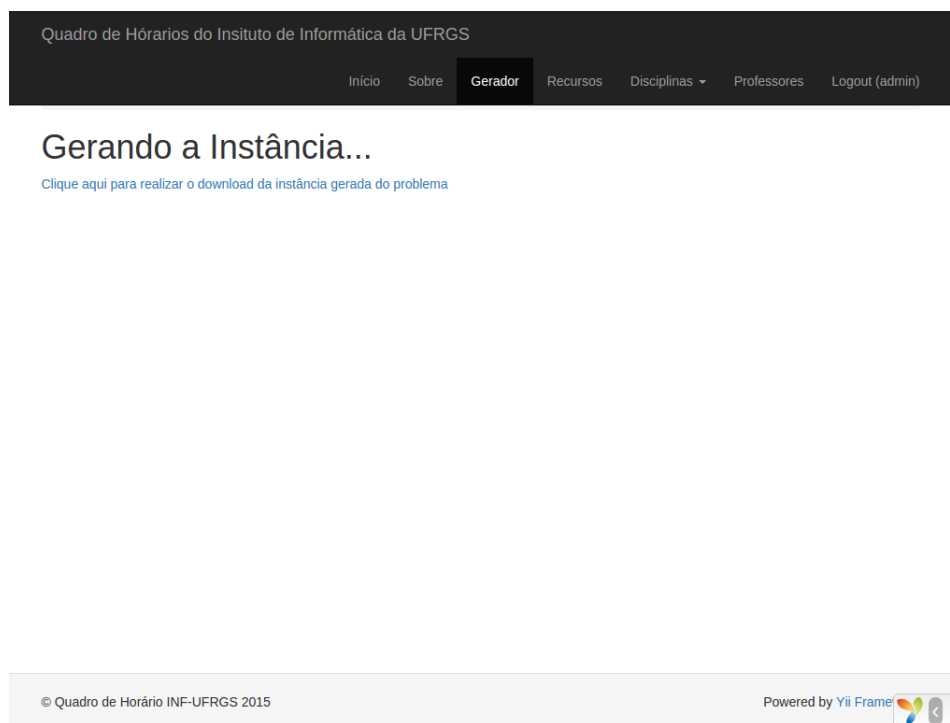 Quadro de Hórarios do Insituto de Informática da UFRGS
Início Sobre Gerador Recursos Disciplinas Professores Logout (admin)
Gerando a Instância...
Clique aqui para realizar o download da instância gerada do problema
© Quadro de Horário INF-UFRGS 2015 Powered by Yii